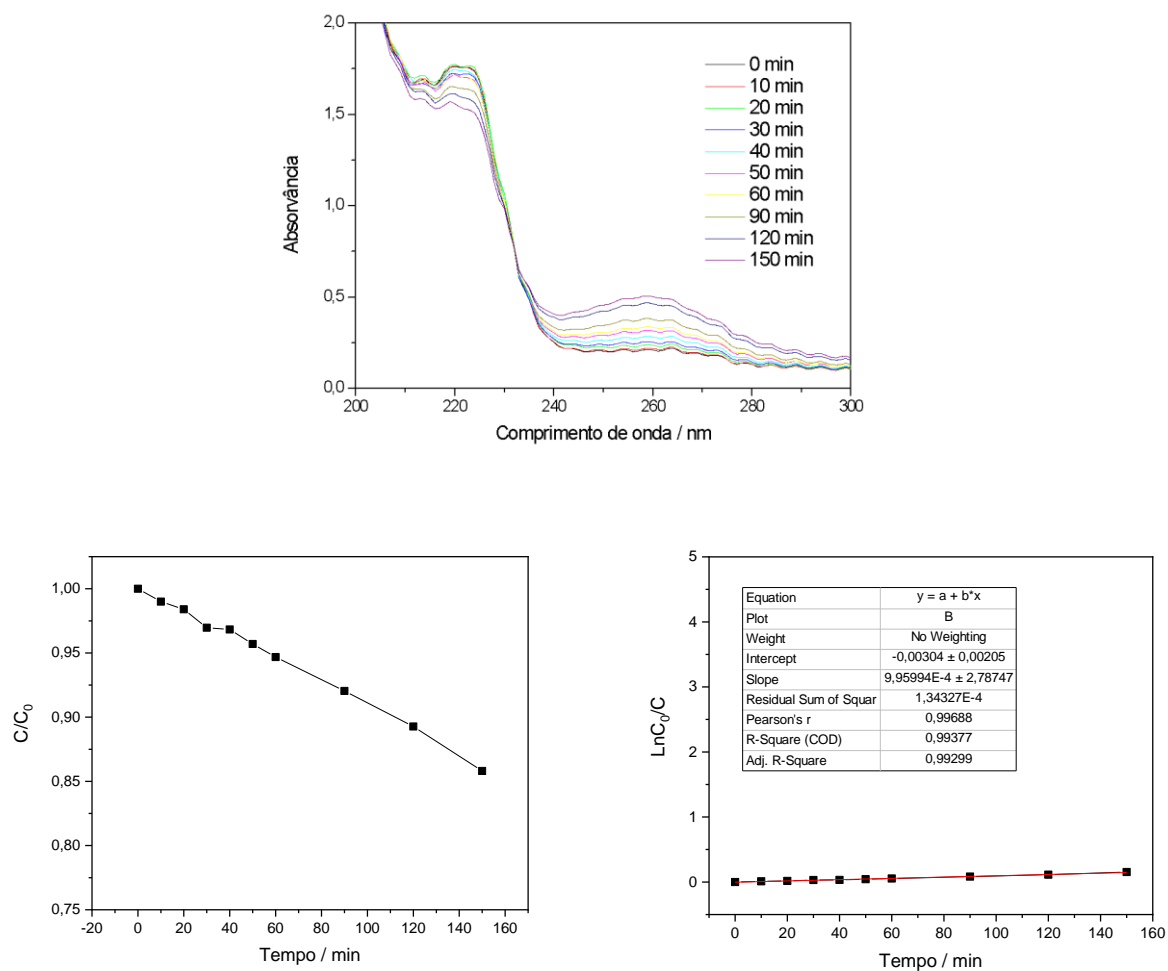 2,0
1,5
1,0
0,5
0,0
Absorvância
0 min
10 min
20 min
30 min
40 min
50 min
60 min
90 min
120 min
150 min
200 220 240 260 280 300
Comprimento de onda / nm
1,00
0,95
0,90
0,85
0,80
0,75
C/C₀
-20 0 20 40 60 80 100 120 140 160
Tempo / min
5
4
3
2
1
0
LnC₀/C
Equation y = a + b*x
Plot B
Weight No Weighting
Intercept -0,00304 ± 0,00205
Slope 9,95994E-4 ± 2,78747
Residual Sum of Squar 1,34327E-4
Pearson's r 0,99688
R-Square (COD) 0,99377
Adj. R-Square 0,99299
0 20 40 60 80 100 120 140 160
Tempo / min